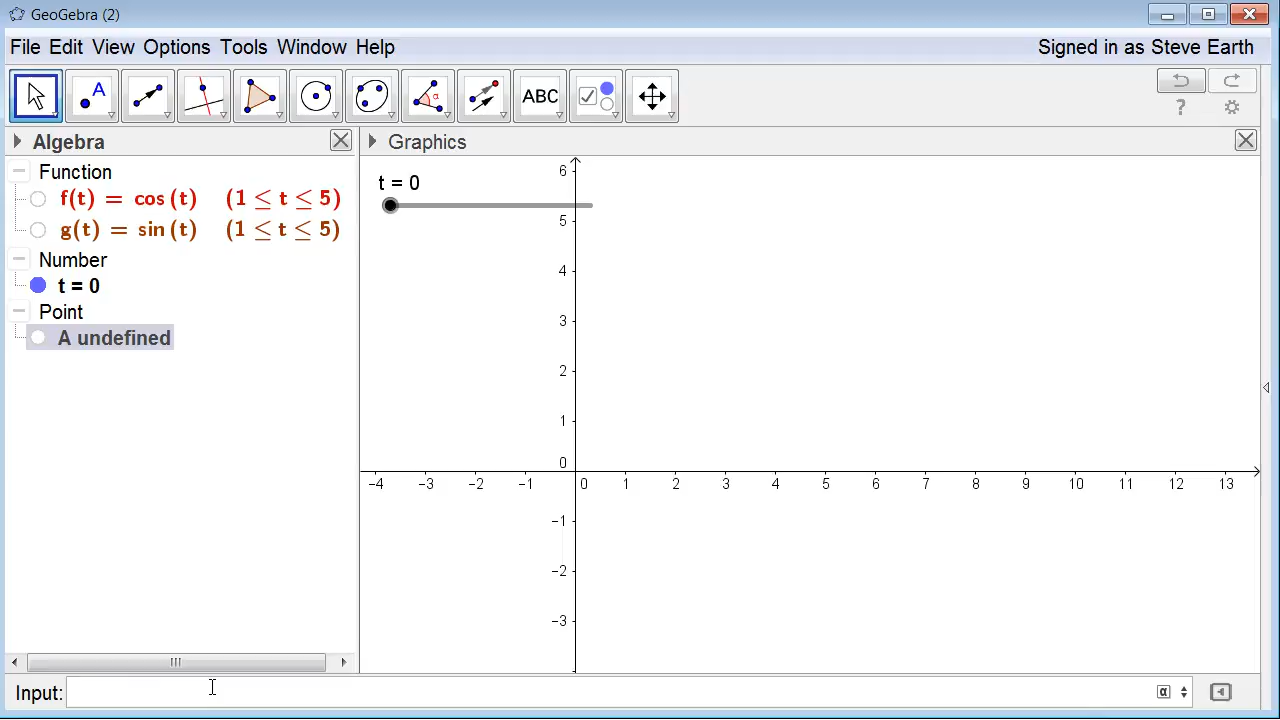 GeoGebra (2)
File Edit View Options Tools Window Help
Signed in as Steve Earth
A
α
ABC
?
Algebra
Graphics
Function
f(t) = cos (t) (1 ≤ t ≤ 5)
g(t) = sin (t) (1 ≤ t ≤ 5)
Number
t = 0
Point
A undefined
t = 0
6
5
4
3
2
1
0
−4 −3 −2 −1 0 1 2 3 4 5 6 7 8 9 10 11 12 13
−1
−2
−3
Input:
α